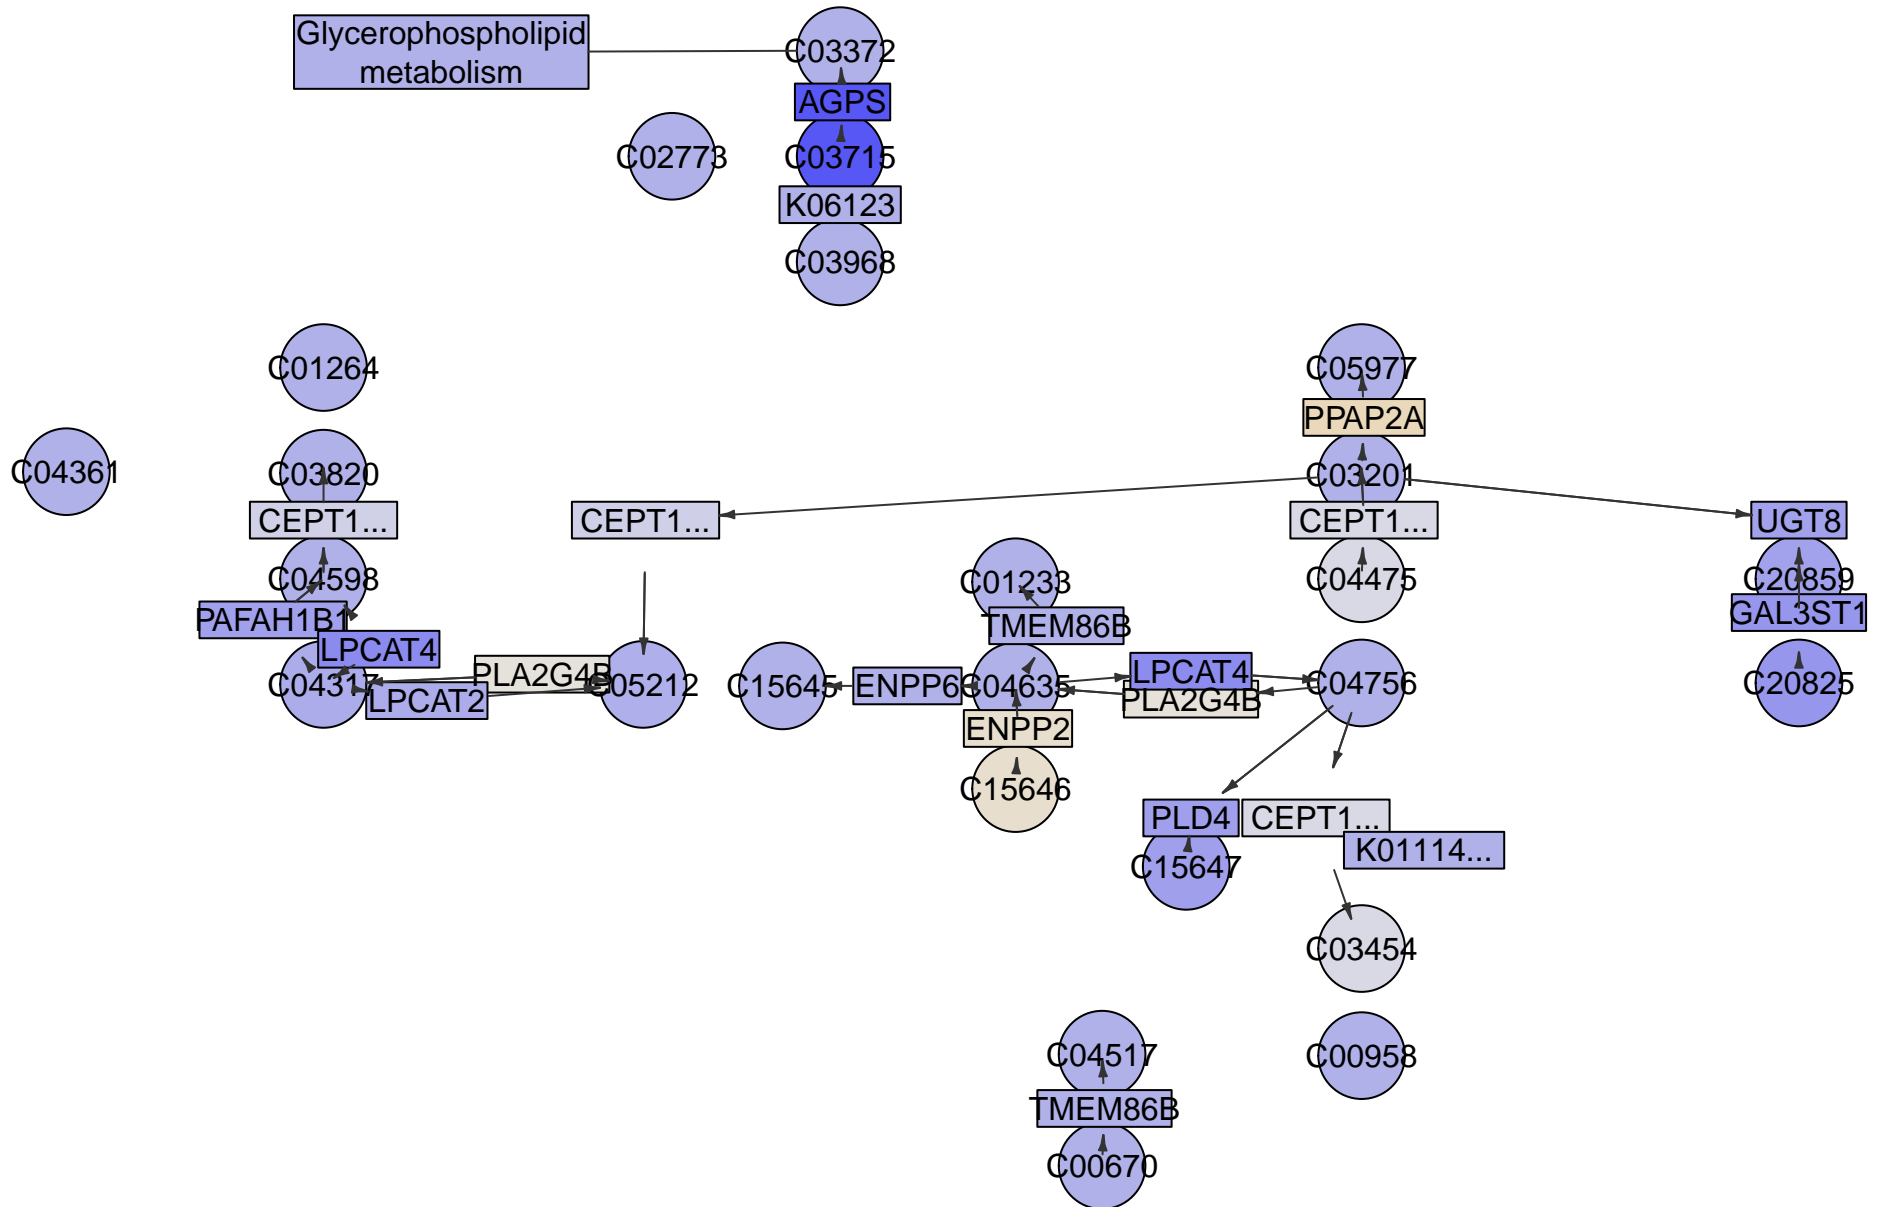 Glycerophospholipid
metabolism
C03372
AGPS
C02773
C03715
K06123
C03968
C01264
C05977
PPAP2A
C04361
C03820
C03201
CEPT1...
CEPT1...
CEPT1...
UGT8
C04598
C01233
C04475
C20859
PAFAH1B1
TMEM86B
GAL3ST1
LPCAT4
C04317
PLA2G4B
LPCAT2
C05212
C15645
ENPP6
C04635
LPCAT4
PLA2G4B
C04756
C20825
ENPP2
C15646
PLD4
CEPT1...
K01114...
C15647
C03454
C04517
C00958
TMEM86B
C00670